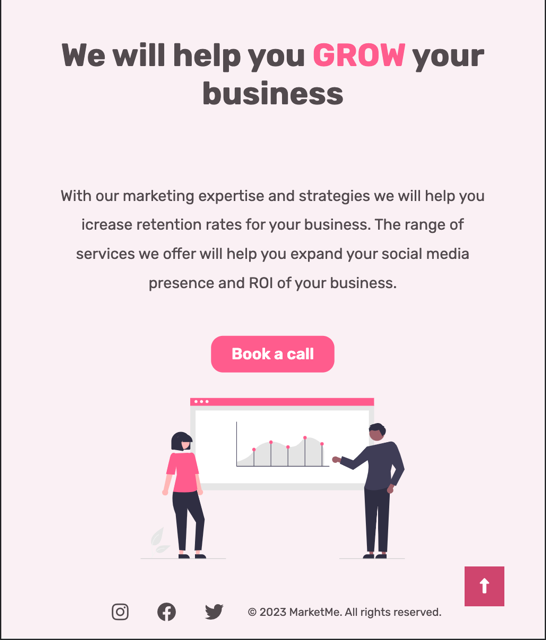 We will help you GROW your
business
With our marketing expertise and strategies we will help you
icrease retention rates for your business. The range of
services we offer will help you expand your social media
presence and ROI of your business.
Book a call
© 2023 MarketMe. All rights reserved.